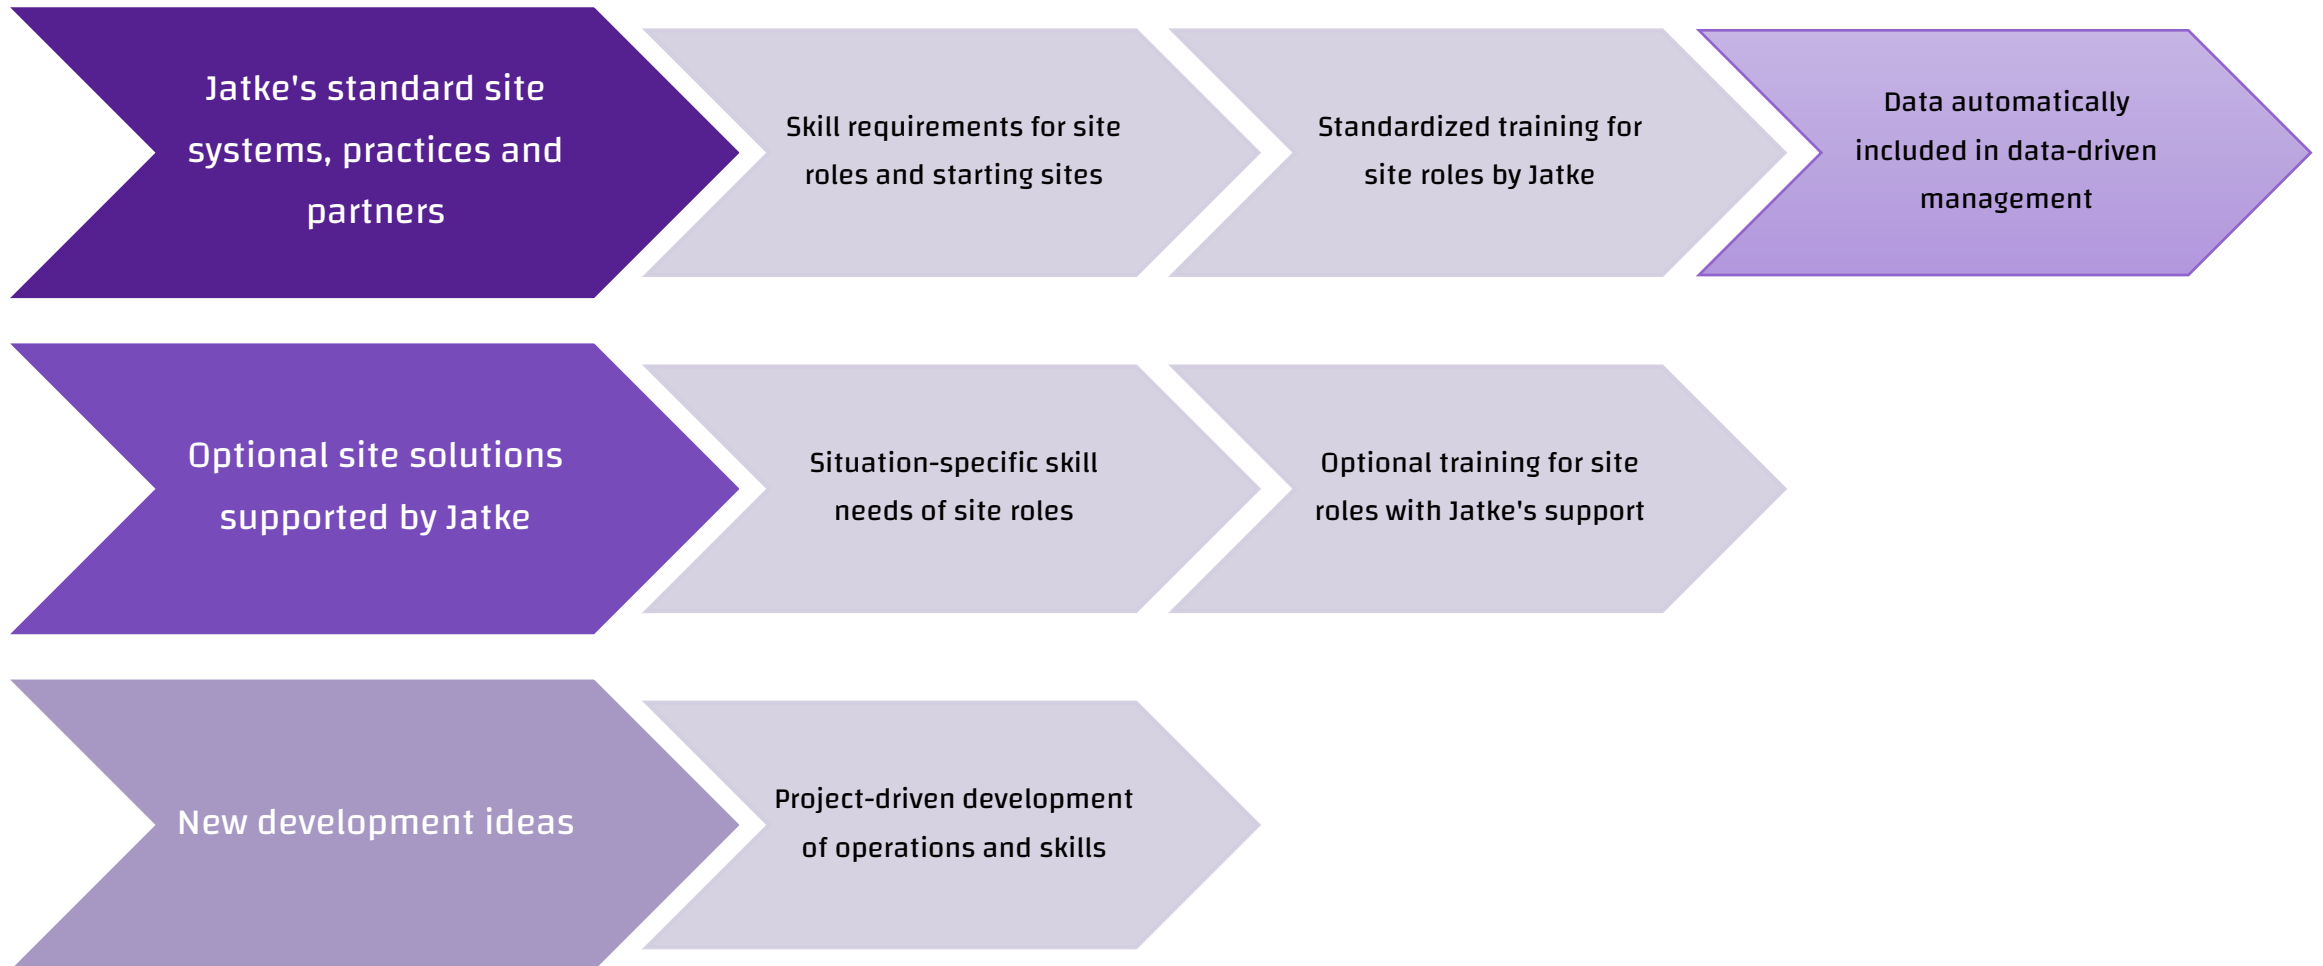 Jatke's standard site
systems, practices and
partners
Skill requirements for site
roles and starting sites
Standardized training for
site roles by Jatke
Data automatically
included in data-driven
management
Optional site solutions
supported by Jatke
Situation-specific skill
needs of site roles
Optional training for site
roles with Jatke's support
New development ideas
Project-driven development
of operations and skills